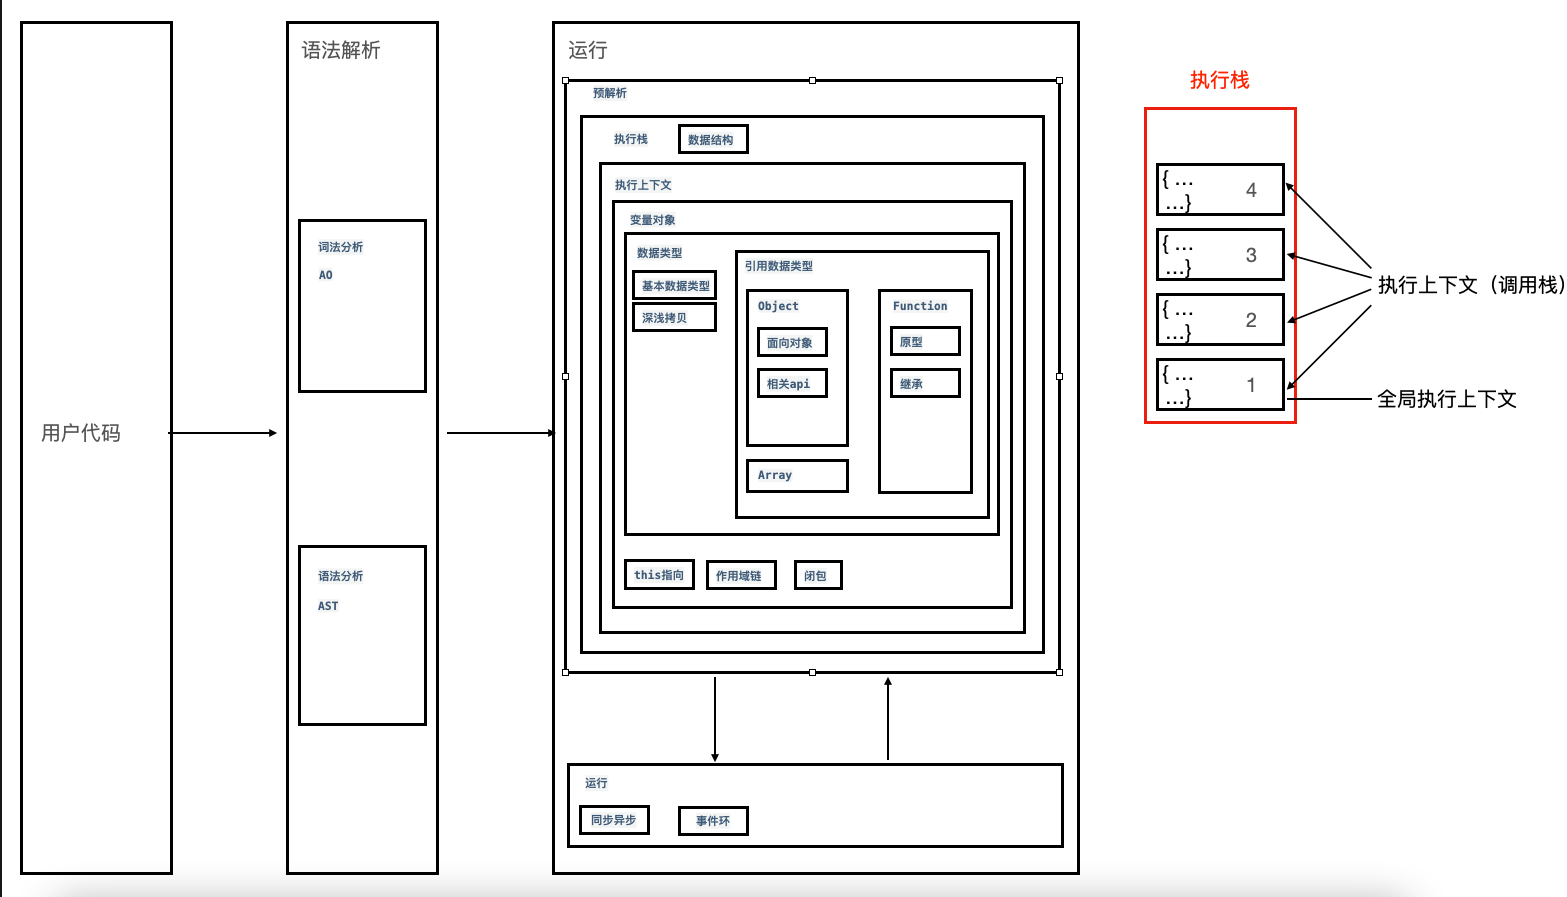 用户代码
语法解析
词法分析
AO
语法分析
AST
运行
预解析
执行栈
数据结构
执行上下文
变量对象
数据类型
基本数据类型
深浅拷贝
引用数据类型
Object
面向对象
相关api
Array
Function
原型
继承
this指向
作用域链
闭包
运行
同步异步
事件环
执行栈
{ ...
4
...}
{ ...
3
...}
{ ...
2
...}
{ ...
1
...}
执行上下文（调用栈）
全局执行上下文